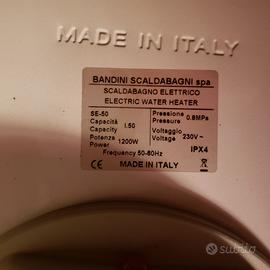 MADE IN ITALY
BANDINI SCALDABAGNI spa
SCALDABAGNO ELETTRICO
ELECTRIC WATER HEATER
SE-50 Pressione
Capacità Pressure 0.8MPa
Capacity l.50 Voltaggio
Potenza Voltage 230V~
Power 1200W
Frequency 50-60Hz IPX4
CE MADE IN ITALY
subito